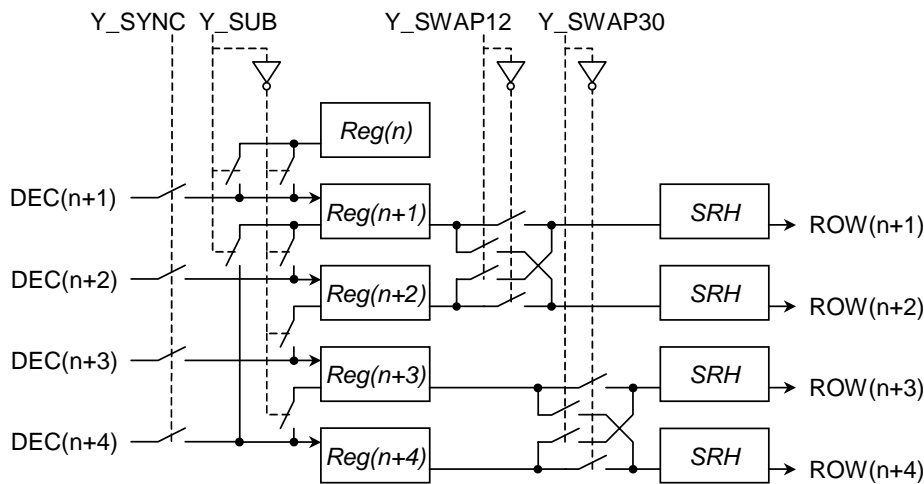 Y_SYNC Y_SUB Y_SWAP12 Y_SWAP30
Reg(n)
DEC(n+1) Reg(n+1) SRH ROW(n+1)
DEC(n+2) Reg(n+2) SRH ROW(n+2)
DEC(n+3) Reg(n+3) SRH ROW(n+3)
DEC(n+4) Reg(n+4) SRH ROW(n+4)